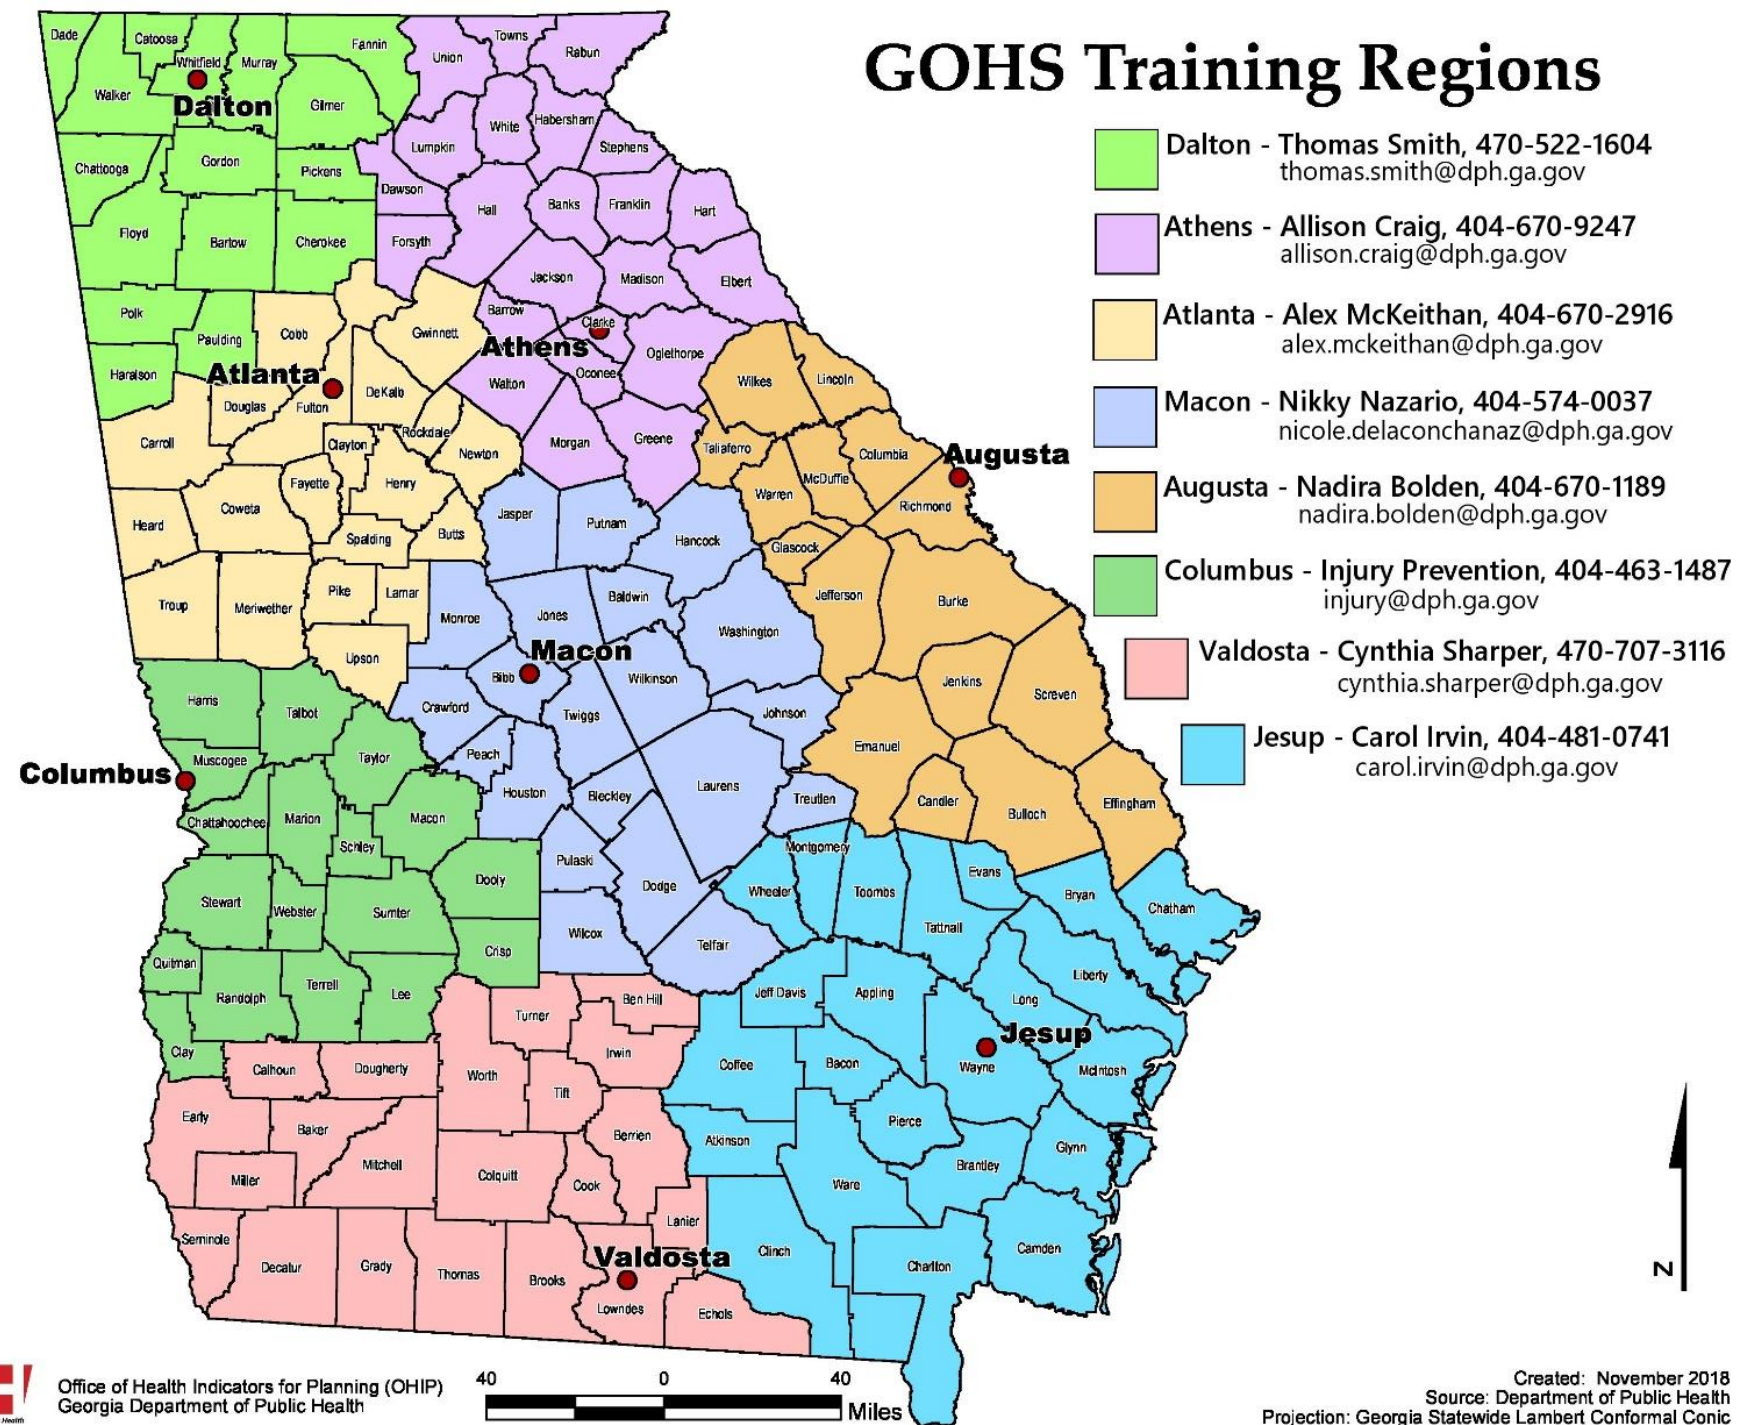 GOHS Training Regions
Dalton - Thomas Smith, 470-522-1604
thomas.smith@dph.ga.gov
Athens - Allison Craig, 404-670-9247
allison.craig@dph.ga.gov
Atlanta - Alex McKeithan, 404-670-2916
alex.mckeithan@dph.ga.gov
Macon - Nikky Nazario, 404-574-0037
nicole.delaconchanaz@dph.ga.gov
Augusta - Nadira Bolden, 404-670-1189
nadira.bolden@dph.ga.gov
Columbus - Injury Prevention, 404-463-1487
injury@dph.ga.gov
Valdosta - Cynthia Sharper, 470-707-3116
cynthia.sharper@dph.ga.gov
Jesup - Carol Irvin, 404-481-0741
carol.irvin@dph.ga.gov
Dade
Catoosa
Whitfield
Murray
Fannin
Union
Towns
Rabun
Walker
Dalton
Gilmer
White
Habersham
Lumpkin
Stephens
Chattooga
Gordon
Pickens
Dawson
Hall
Banks
Franklin
Hart
Floyd
Bartow
Cherokee
Forsyth
Jackson
Madison
Elbert
Polk
Paulding
Cobb
Gwinnett
Barrow
Clarke
Athens
Oglethorpe
Haralson
Atlanta
DeKalb
Walton
Oconee
Wilkes
Lincoln
Douglas
Fulton
Carroll
Clayton
Rockdale
Newton
Morgan
Greene
Taliaferro
Columbia
Augusta
Fayette
Henry
McDuffie
Warren
Richmond
Heard
Coweta
Spalding
Butts
Jasper
Putnam
Hancock
Glascock
Troup
Meriwether
Pike
Lamar
Monroe
Jones
Baldwin
Jefferson
Burke
Washington
Upson
Macon
Bibb
Wilkinson
Jenkins
Screven
Harris
Talbot
Crawford
Twiggs
Johnson
Emanuel
Columbus
Muscogee
Taylor
Peach
Houston
Bleckley
Laurens
Treutlen
Candler
Bulloch
Effingham
Chattahoochee
Marion
Macon
Schley
Montgomery
Pulaski
Dooly
Dodge
Wheeler
Toombs
Evans
Bryan
Chatham
Stewart
Webster
Sumter
Tattnall
Crisp
Wilcox
Telfair
Quitman
Randolph
Terrell
Lee
Liberty
Turner
Ben Hill
Jeff Davis
Appling
Long
Jesup
Clay
Calhoun
Dougherty
Worth
Irwin
Tift
Coffee
Bacon
Wayne
McIntosh
Early
Baker
Berrien
Atkinson
Pierce
Glynn
Miller
Mitchell
Colquitt
Cook
Ware
Brantley
Seminole
Lanier
Decatur
Grady
Thomas
Brooks
Valdosta
Clinch
Charlton
Camden
Lowndes
Echols
N
H
Health
Office of Health Indicators for Planning (OHIP)
Georgia Department of Public Health
40 0 40
Miles
Created: November 2018
Source: Department of Public Health
Projection: Georgia Statewide Lambert Conformal Conic